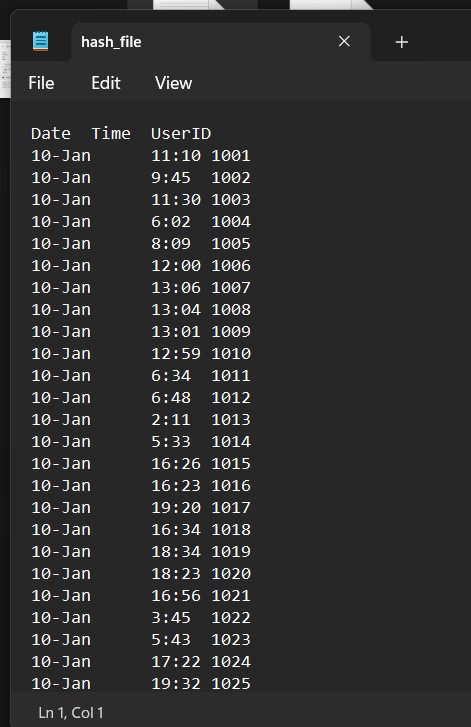 hash_file
File Edit View
Date Time UserID
10-Jan 11:10 1001
10-Jan 9:45 1002
10-Jan 11:30 1003
10-Jan 6:02 1004
10-Jan 8:09 1005
10-Jan 12:00 1006
10-Jan 13:06 1007
10-Jan 13:04 1008
10-Jan 13:01 1009
10-Jan 12:59 1010
10-Jan 6:34 1011
10-Jan 6:48 1012
10-Jan 2:11 1013
10-Jan 5:33 1014
10-Jan 16:26 1015
10-Jan 16:23 1016
10-Jan 19:20 1017
10-Jan 16:34 1018
10-Jan 18:34 1019
10-Jan 18:23 1020
10-Jan 16:56 1021
10-Jan 3:45 1022
10-Jan 5:43 1023
10-Jan 17:22 1024
10-Jan 19:32 1025
Ln 1, Col 1